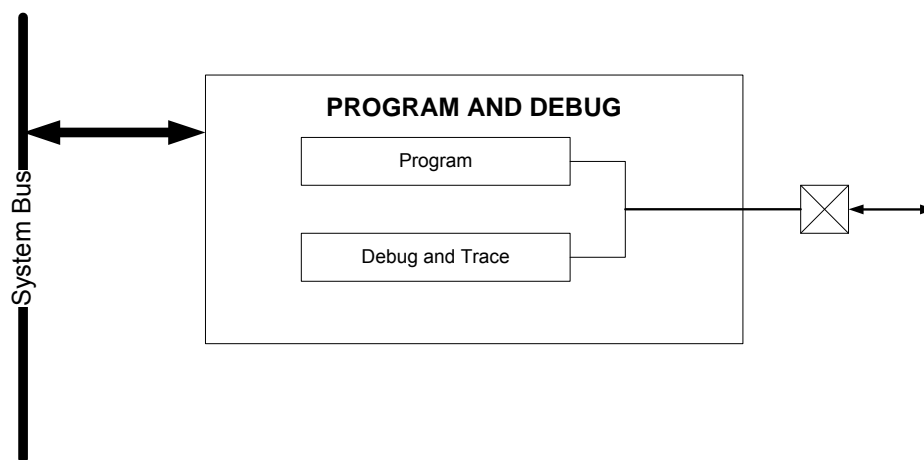 PROGRAM AND DEBUG
Program
Debug and Trace
System Bus